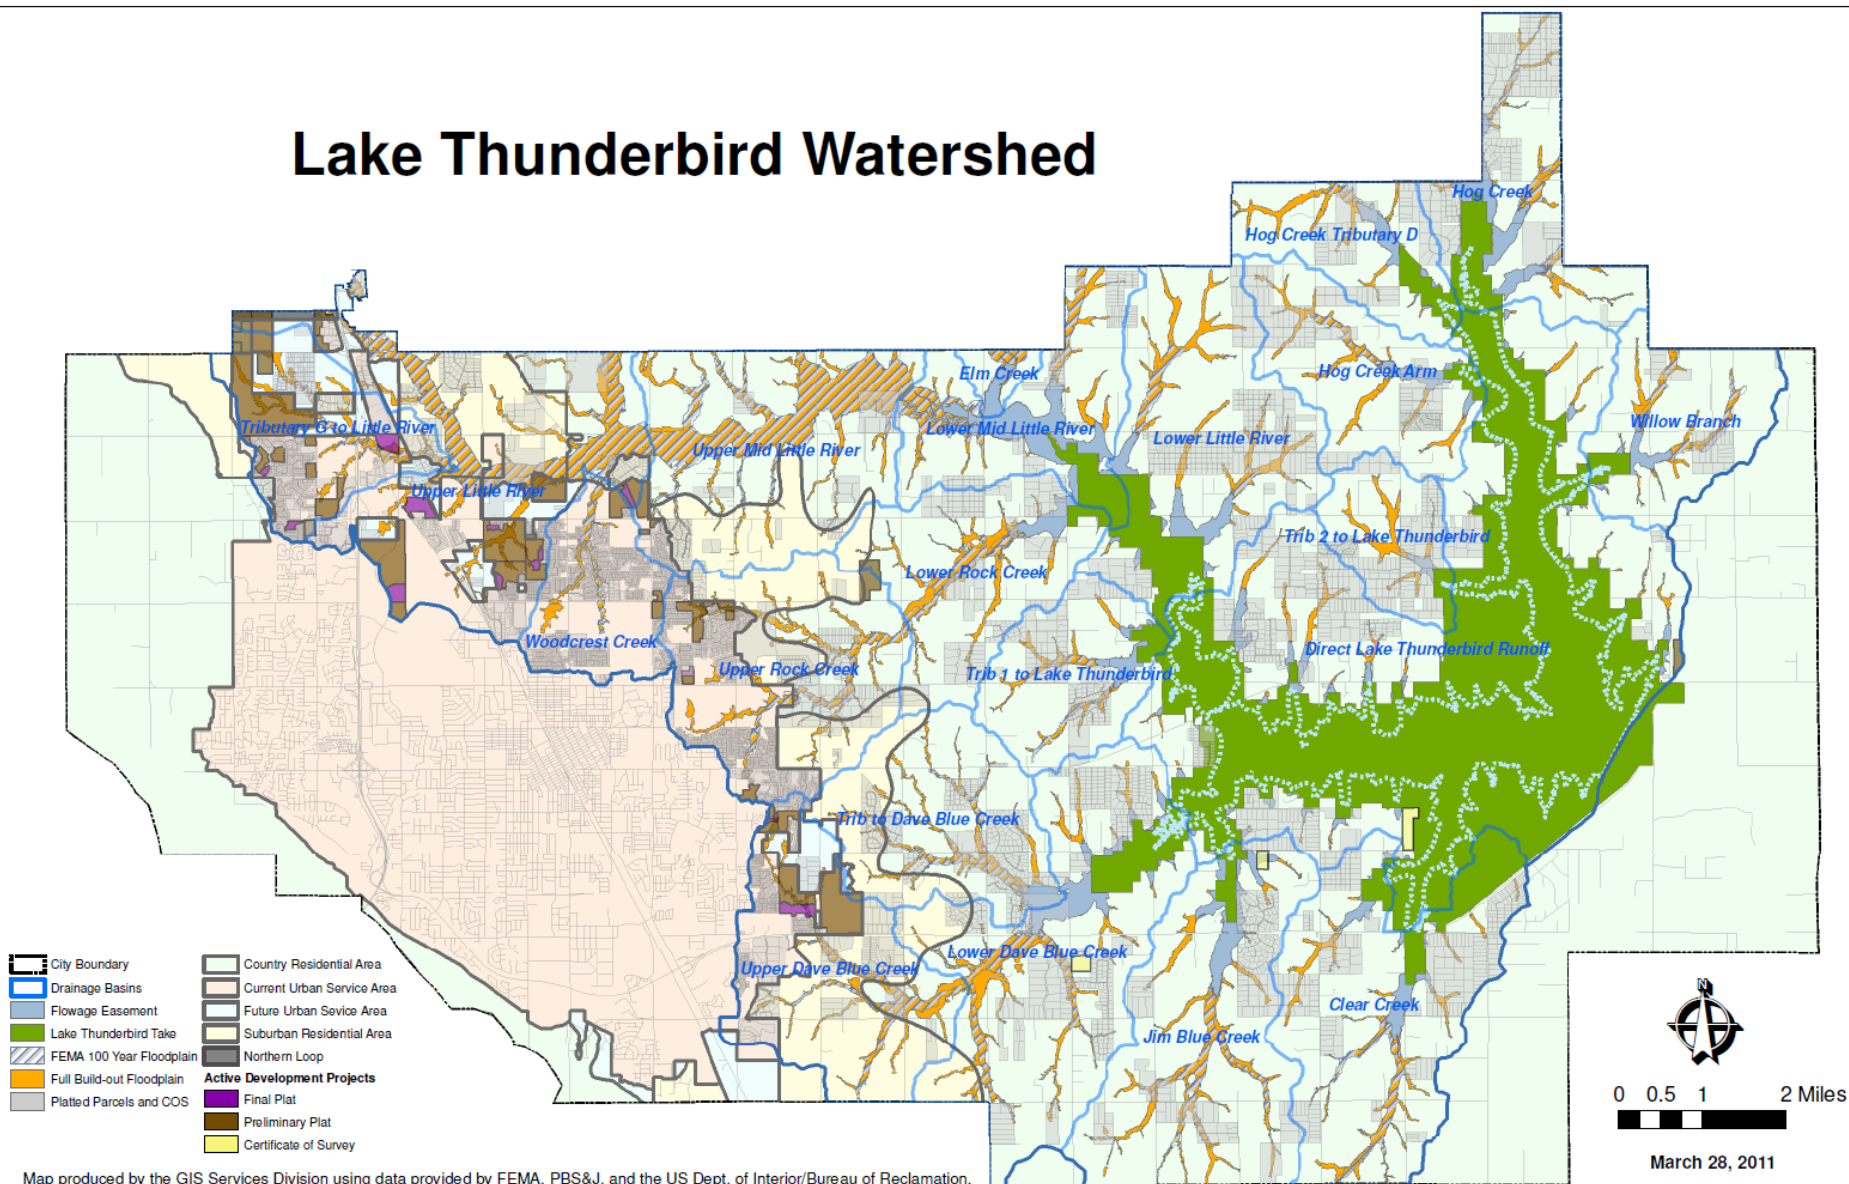 Lake Thunderbird Watershed
Hog Creek
Hog Creek Tributary D
Elm Creek
Hog Creek Arm
Tributary G to Little River
Lower Mid Little River
Lower Little River
Willow Branch
Upper Mid Little River
Upper Little River
Trib 2 to Lake Thunderbird
Lower Rock Creek
Woodcrest Creek
Upper Rock Creek
Trib 1 to Lake Thunderbird
Direct Lake Thunderbird Runoff
Trib to Dave Blue Creek
Lower Dave Blue Creek
Upper Dave Blue Creek
Clear Creek
Jim Blue Creek
City Boundary
Drainage Basins
Flowage Easement
Lake Thunderbird Take
FEMA 100 Year Floodplain
Full Build-out Floodplain
Platted Parcels and COS
Country Residential Area
Current Urban Service Area
Future Urban Sevice Area
Suburban Residential Area
Northern Loop
Active Development Projects
Final Plat
Preliminary Plat
Certificate of Survey
N
0 0.5 1 2 Miles
March 28, 2011
Map produced by the GIS Services Division using data provided by FEMA, PBS&J, and the US Dept. of Interior/Bureau of Reclamation.